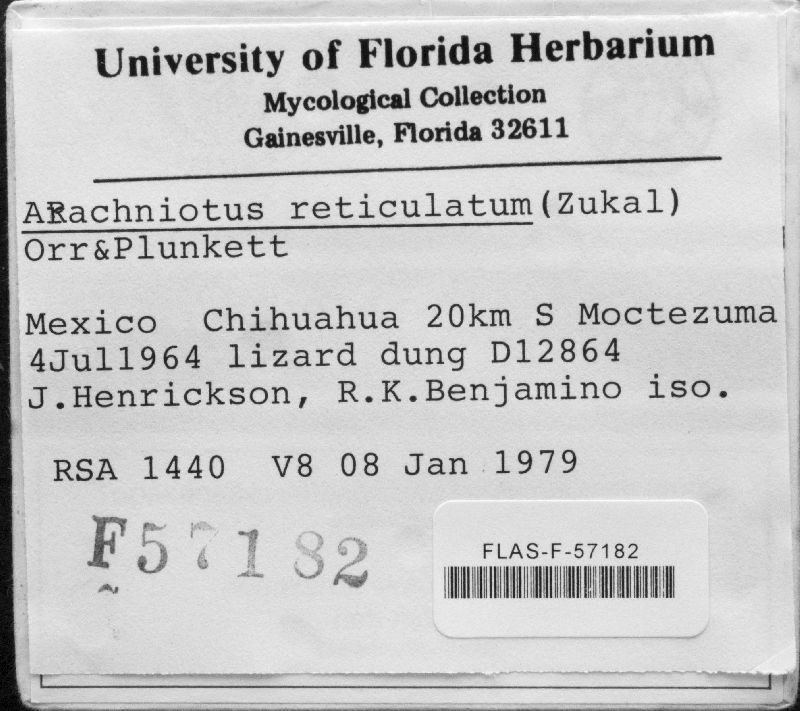 University of Florida Herbarium
Mycological Collection
Gainesville, Florida 32611
ARachniotus reticulatum(Zukal)
Orr&Plunkett
Mexico Chihuahua 20km S Moctezuma
4Jul1964 lizard dung D12864
J.Henrickson, R.K.Benjamino iso.
RSA 1440 V8 08 Jan 1979
F57182
FLAS-F-57182